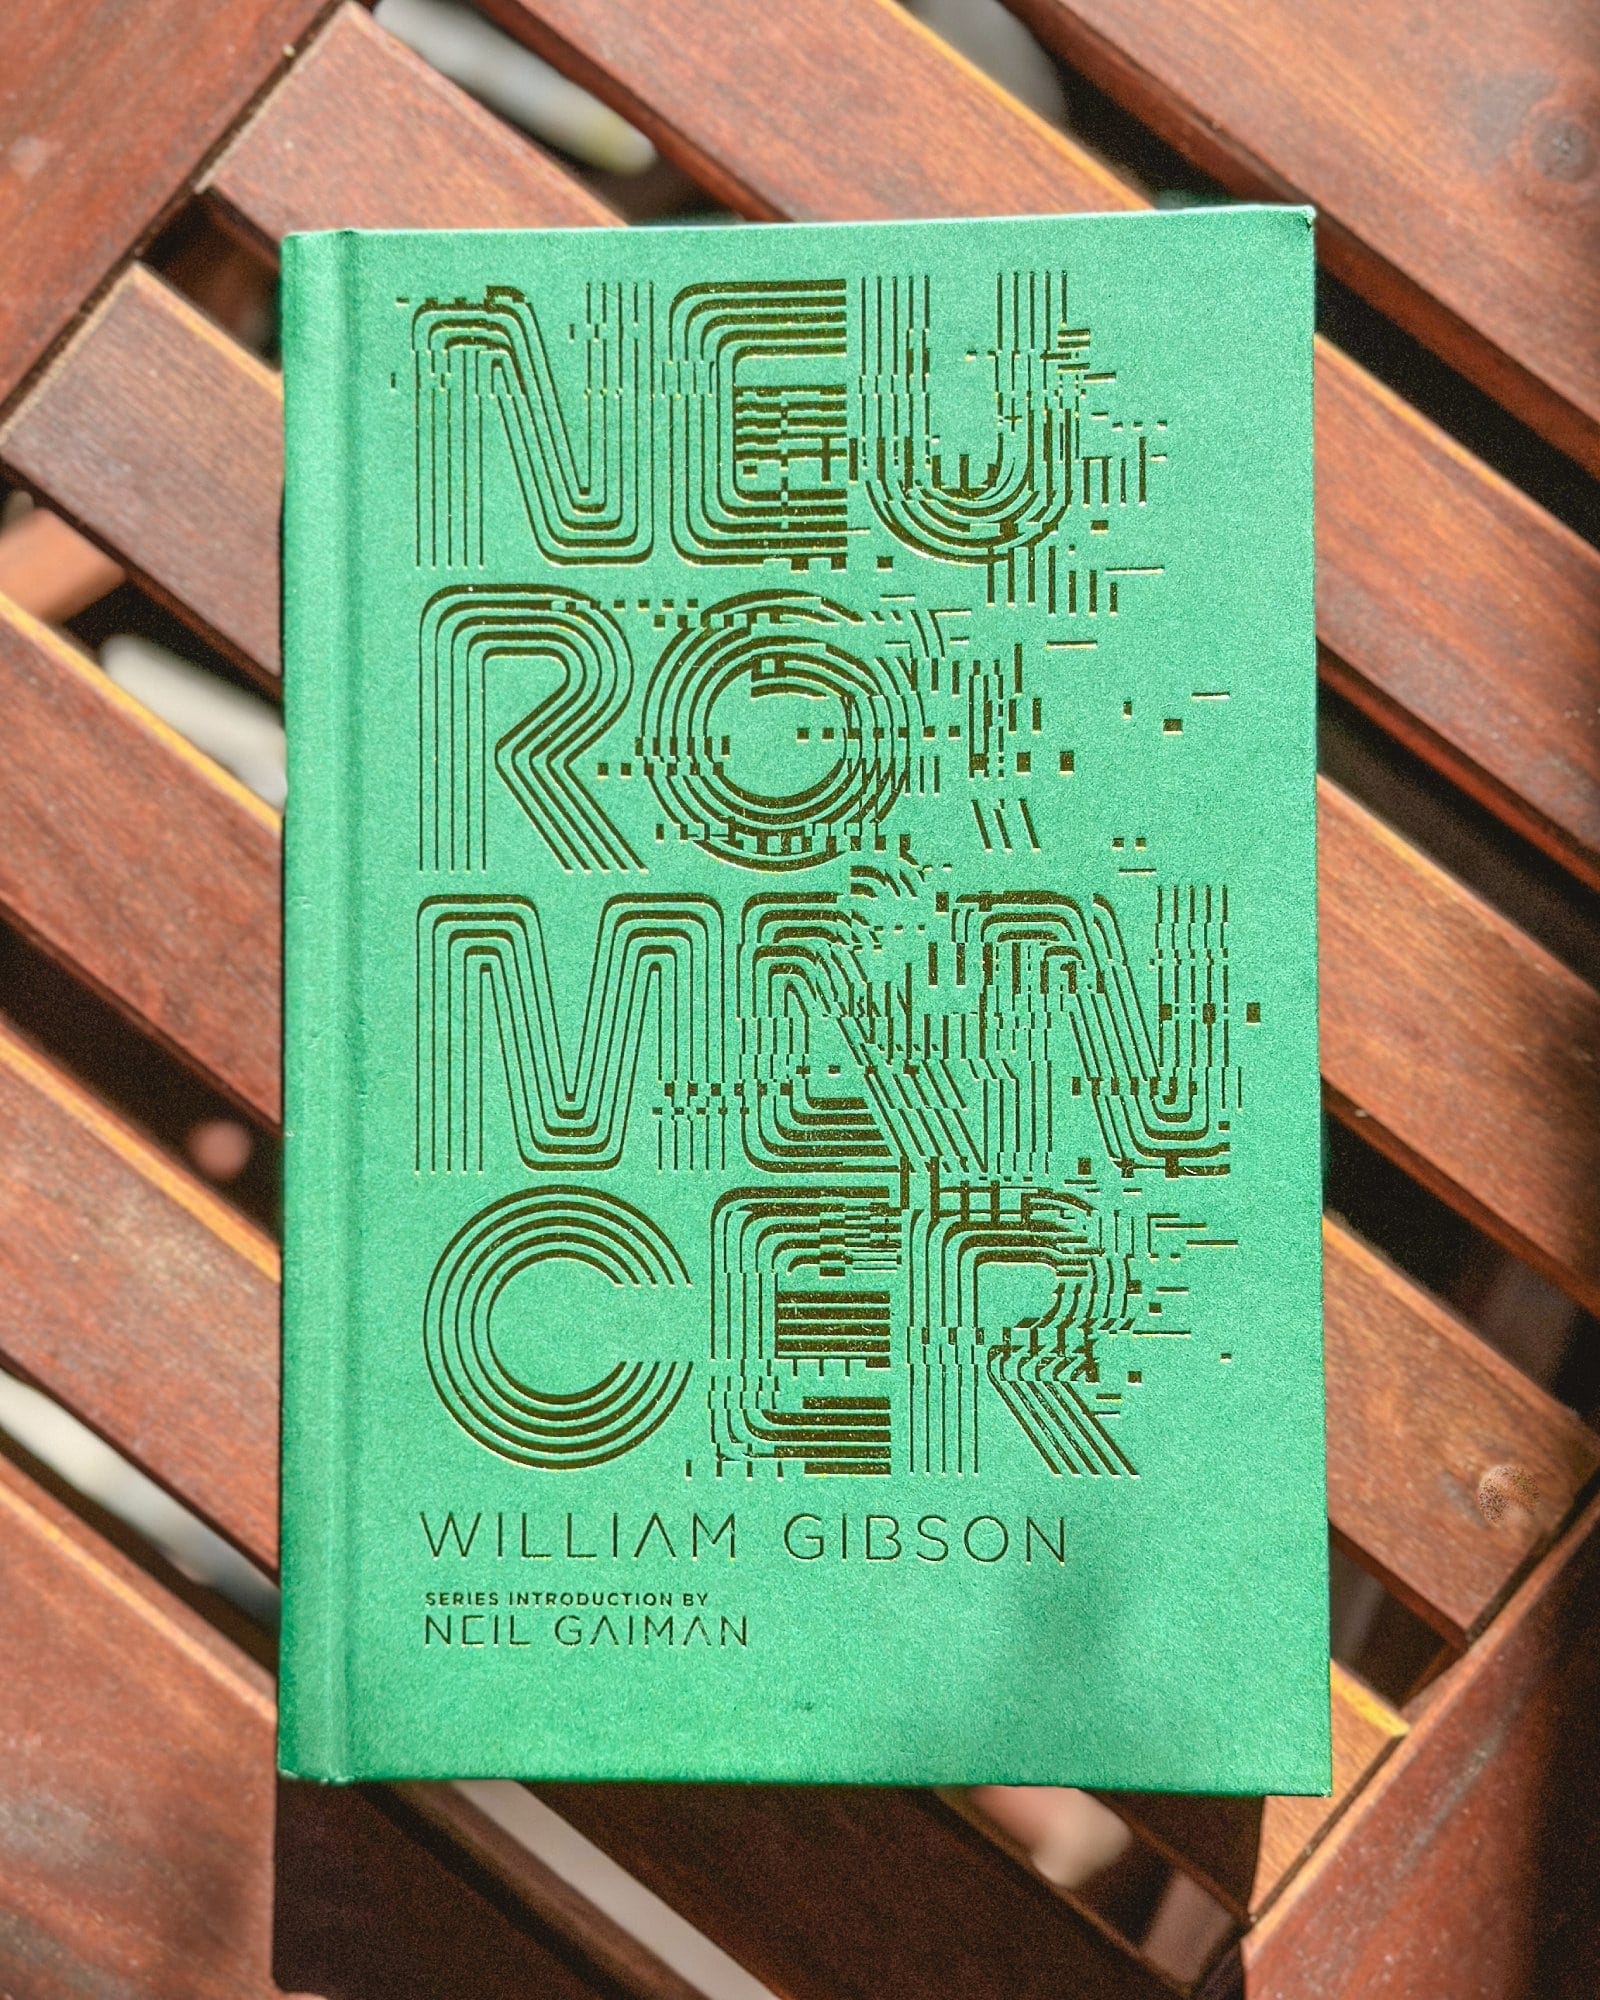 NEU
RO
MAN
CER
WILLIAM GIBSON
SERIES INTRODUCTION BY
NEIL GAIMAN